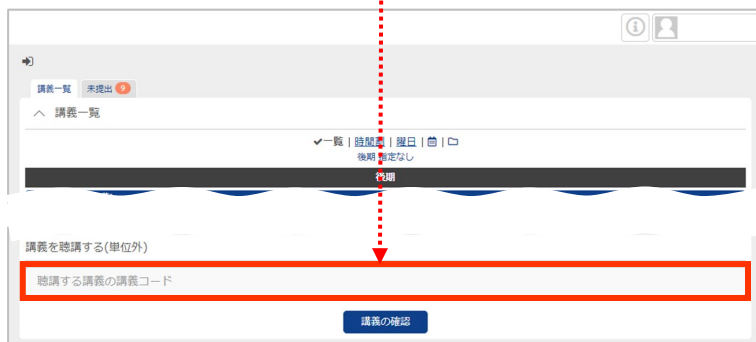 講義一覧 未提出 9
講義一覧
一覧 | 時間割 | 曜日 | |
後期 指定なし
後期
講義を聴講する(単位外)
聴講する講義の講義コード
講義の確認